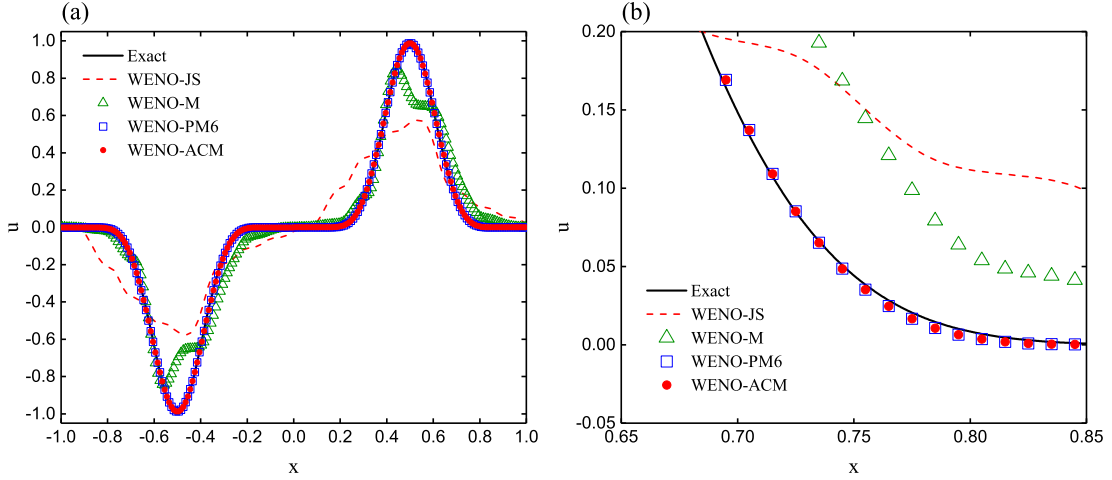 (a)
1.0
0.8
0.6
0.4
0.2
0.0
-0.2
-0.4
-0.6
-0.8
-1.0
u
Exact
WENO-JS
WENO-M
WENO-PM6
WENO-ACM
-1.0 -0.8 -0.6 -0.4 -0.2 0.0 0.2 0.4 0.6 0.8 1.0
x
(b)
0.20
0.15
0.10
0.05
0.00
-0.05
u
Exact
WENO-JS
WENO-M
WENO-PM6
WENO-ACM
0.65 0.70 0.75 0.80 0.85
x